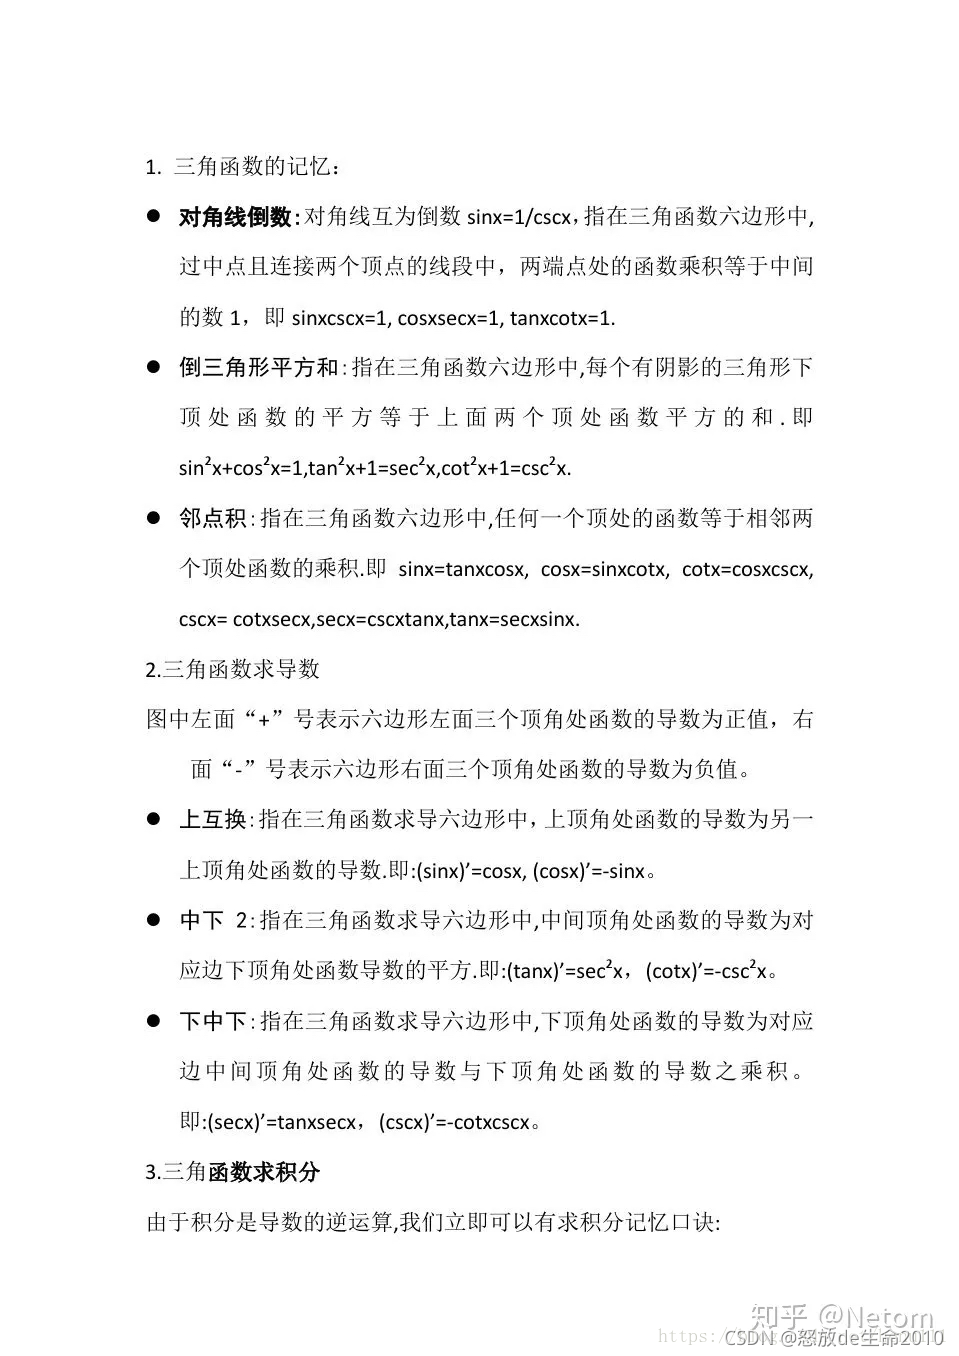 1. 三角函数的记忆：
● 对角线倒数：对角线互为倒数 sinx=1/cscx，指在三角函数六边形中，
过中点且连接两个顶点的线段中，两端点处的函数乘积等于中间
的数 1，即 sinxcscx=1, cosxsecx=1, tanxcotx=1.
● 倒三角形平方和：指在三角函数六边形中,每个有阴影的三角形下
顶处函数的平方等于上面两个顶处函数平方的和.即
sin²x+cos²x=1,tan²x+1=sec²x,cot²x+1=csc²x.
● 邻点积：指在三角函数六边形中,任何一个顶处的函数等于相邻两
个顶处函数的乘积.即 sinx=tanxcosx, cosx=sinxcotx, cotx=cosxcscx,
cscx= cotxsecx,secx=cscxtanx,tanx=secxsinx.
2.三角函数求导数
图中左面“+”号表示六边形左面三个顶角处函数的导数为正值，右
面“-”号表示六边形右面三个顶角处函数的导数为负值。
● 上互换：指在三角函数求导六边形中，上顶角处函数的导数为另一
上顶角处函数的导数.即:(sinx)’=cosx, (cosx)’=-sinx。
● 中下 2：指在三角函数求导六边形中,中间顶角处函数的导数为对
应边下顶角处函数导数的平方.即:(tanx)’=sec²x，(cotx)’=-csc²x。
● 下中下：指在三角函数求导六边形中,下顶角处函数的导数为对应
边中间顶角处函数的导数与下顶角处函数的导数之乘积。
即:(secx)’=tanxsecx，(cscx)’=-cotxcscx。
3.三角函数求积分
由于积分是导数的逆运算,我们立即可以有求积分记忆口诀:
知乎 @Netorn
CSDN @怒放de生命2010